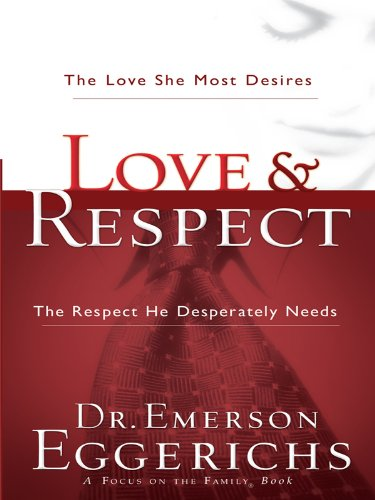 The Love She Most Desires
LOVE &
RESPECT
The Respect He Desperately Needs
DR. EMERSON
EGGERICHS
A FOCUS ON THE FAMILY® Book